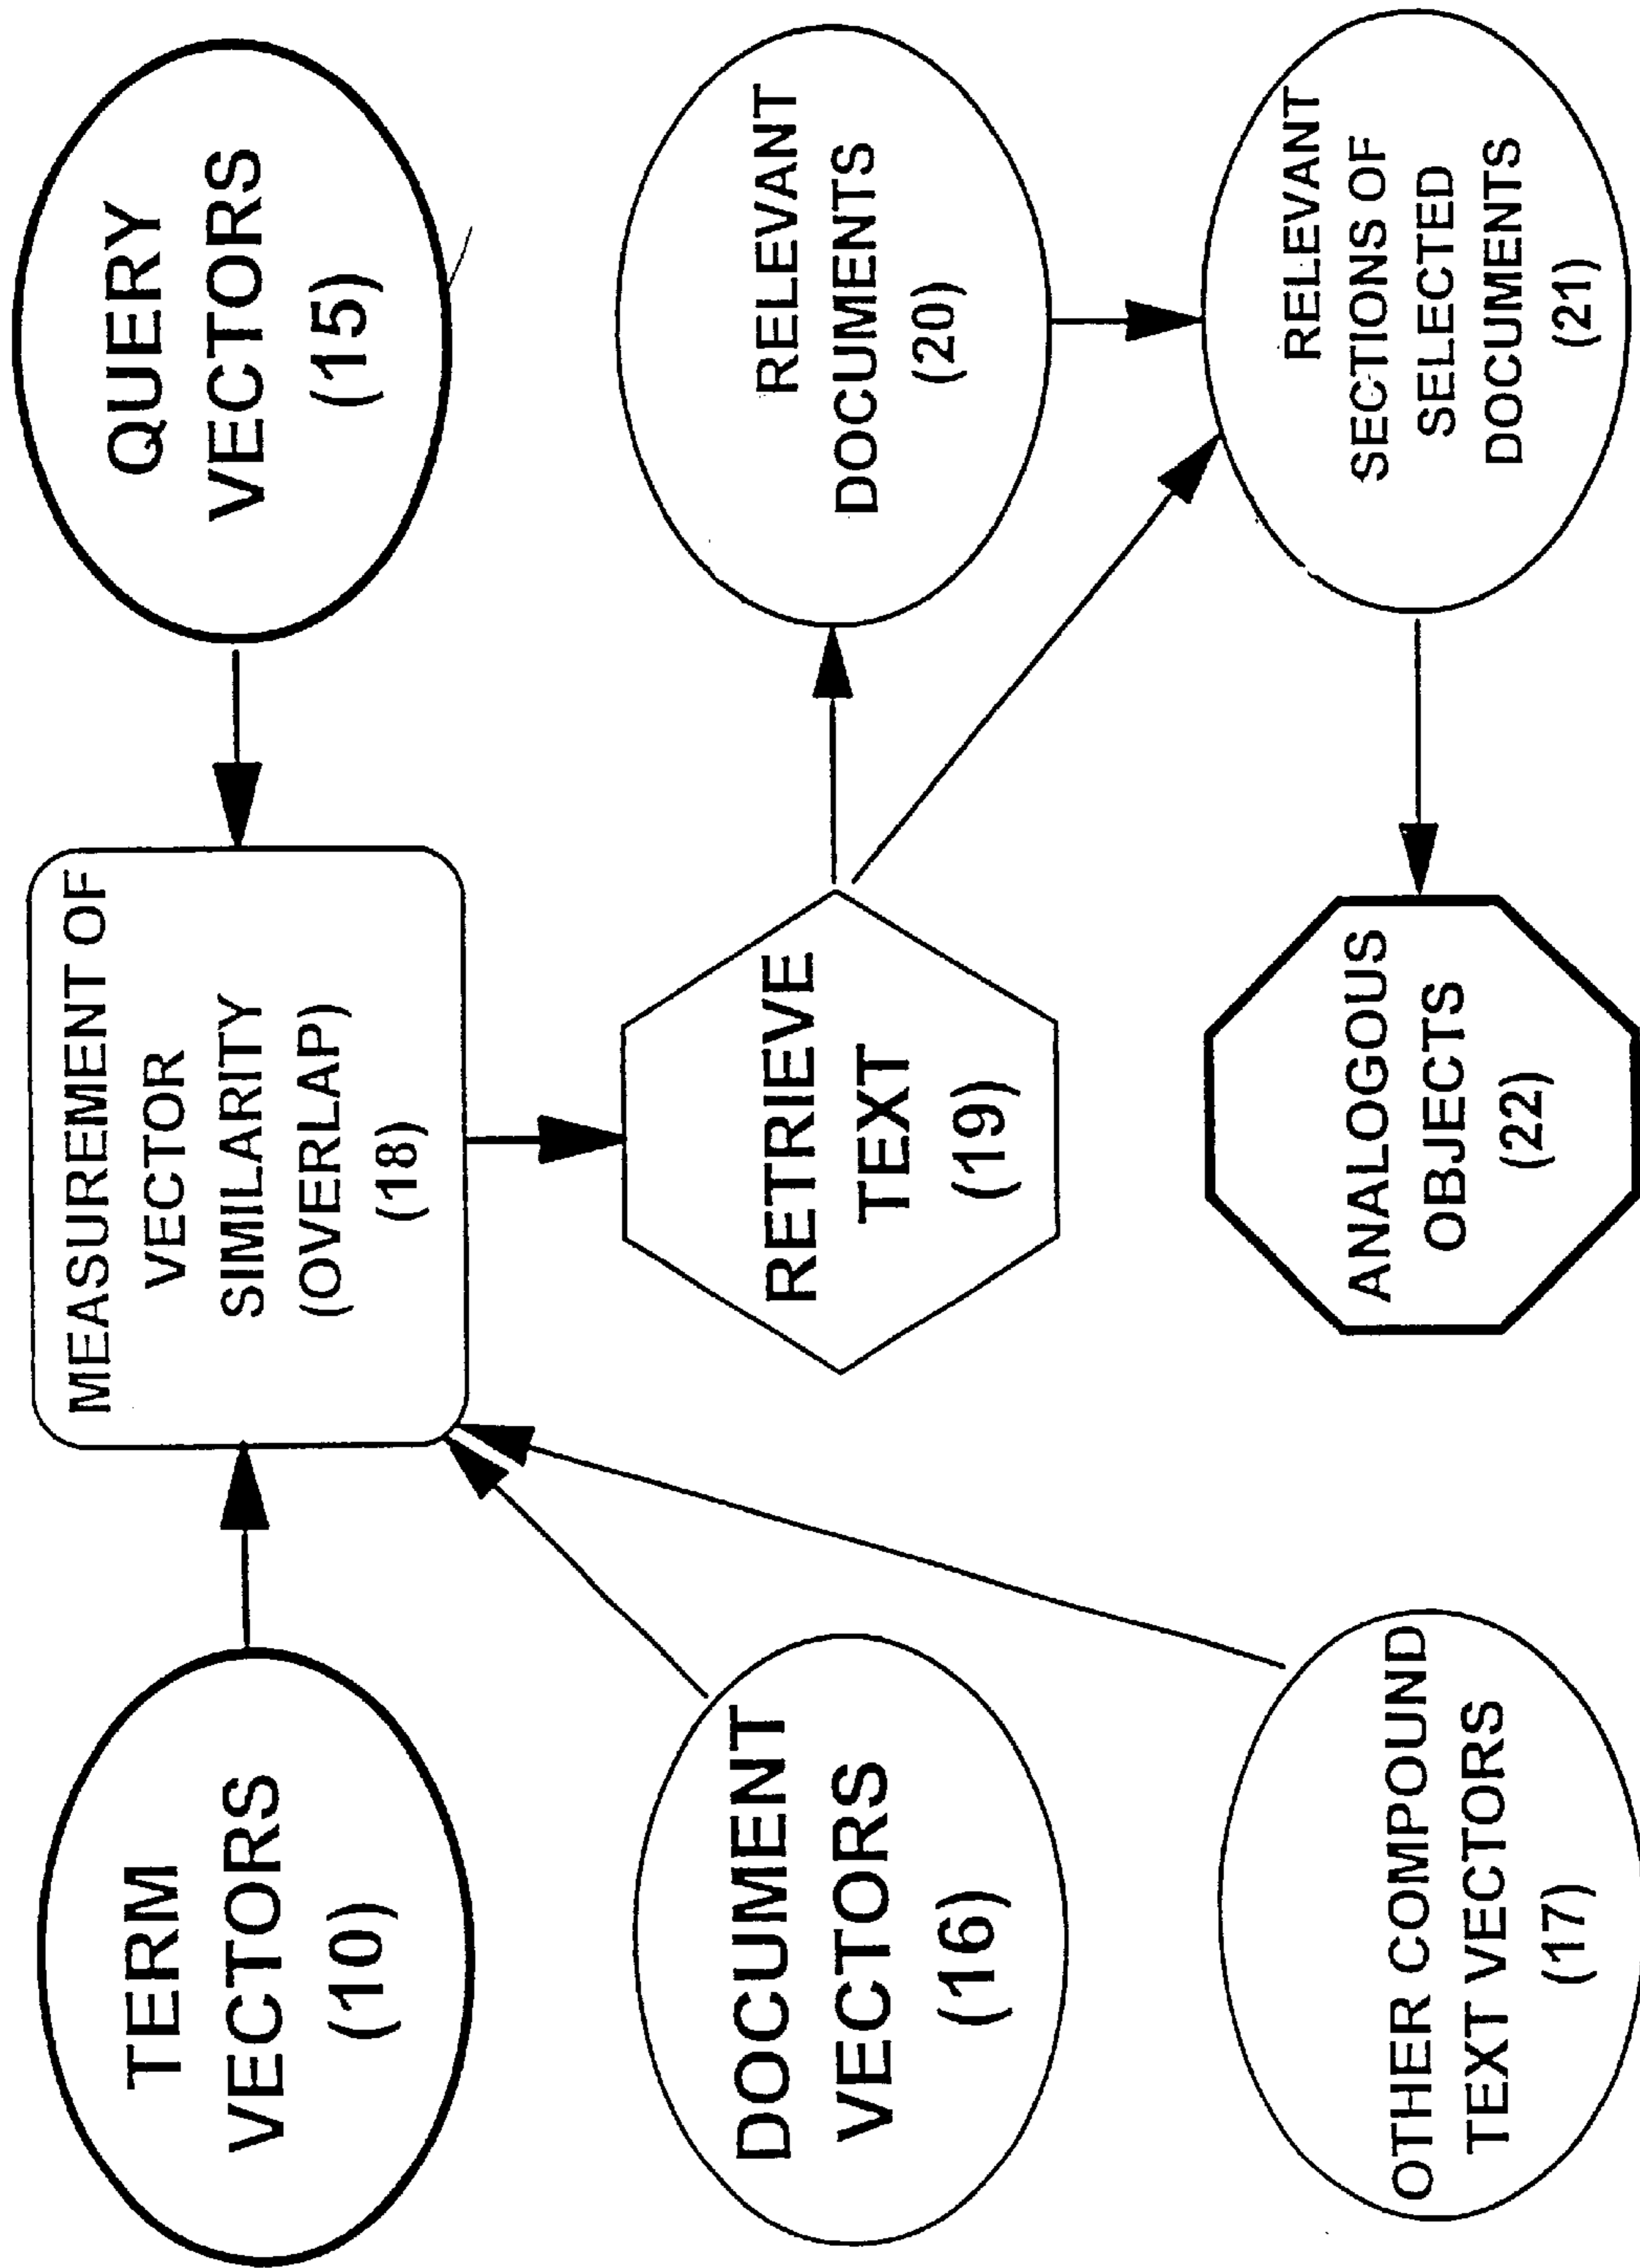 TERM
VECTORS
(10)
MEASUREMENT OF
VECTOR
SIMILARITY
(OVERLAP)
(18)
QUERY
VECTORS
(15)
DOCUMENT
VECTORS
(16)
RETRIEVE
TEXT
(19)
RELEVANT
DOCUMENTS
(20)
OTHER COMPOUND
TEXT VECTORS
(17)
ANALOGOUS
OBJECTS
(22)
RELEVANT
SECTIONS OF
SELECTED
DOCUMENTS
(21)